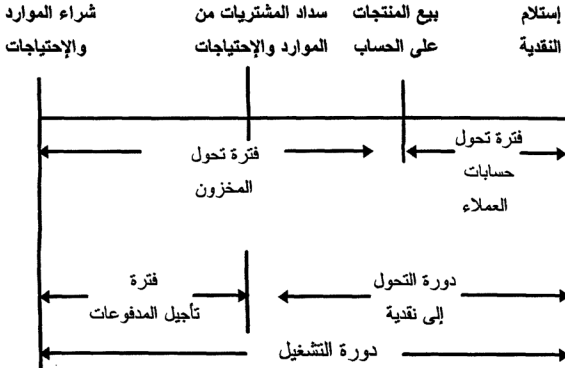 شراء الموارد
والإحتياجات
سداد المشتريات من
الموارد والإحتياجات
بيع المنتجات
على الحساب
إستلام
النقدية
فترة تحول
المخزون
فترة تحول
حسابات
العملاء
فترة
تأجيل المدفوعات
دورة التحول
إلى نقدية
دورة التشغيل